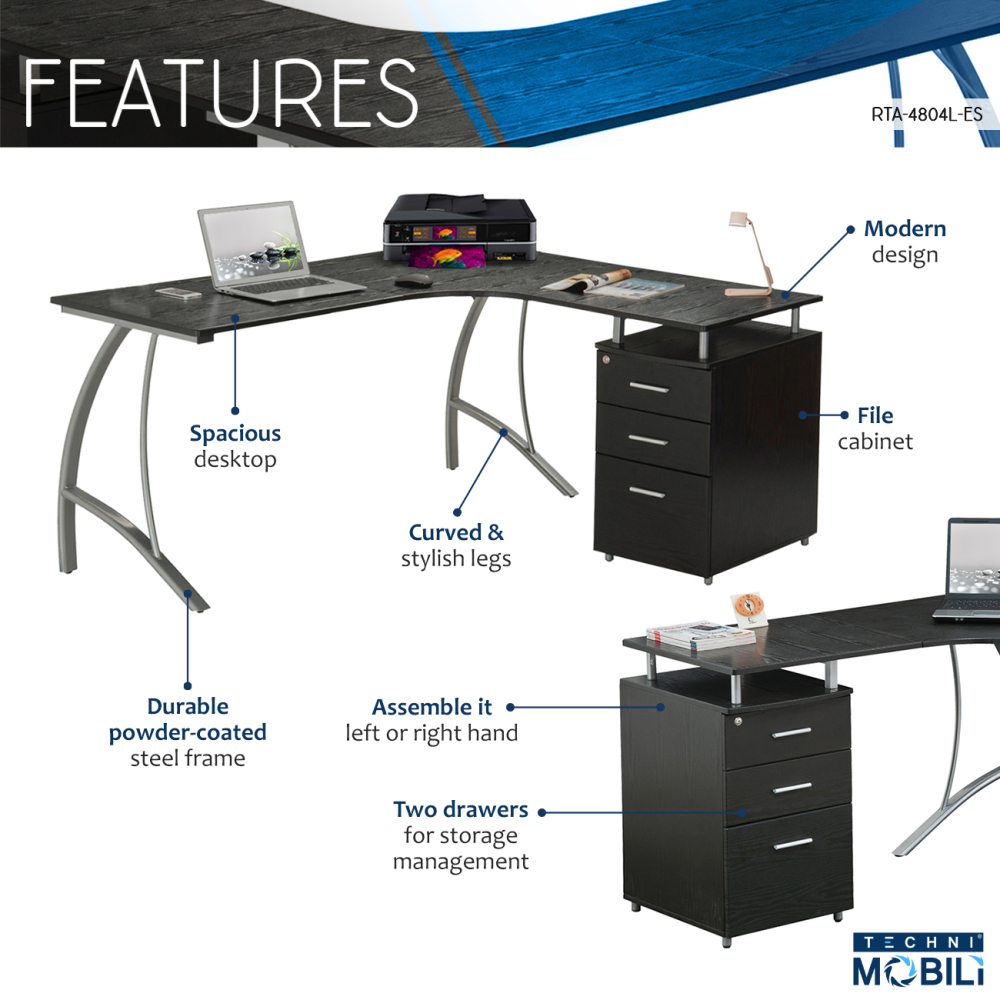 FEATURES
RTA-4804L-ES
Modern
design
Spacious
desktop
File
cabinet
Curved &
stylish legs
Durable
powder-coated
steel frame
Assemble it
left or right hand
Two drawers
for storage
management
TECHNI®
MOBILI